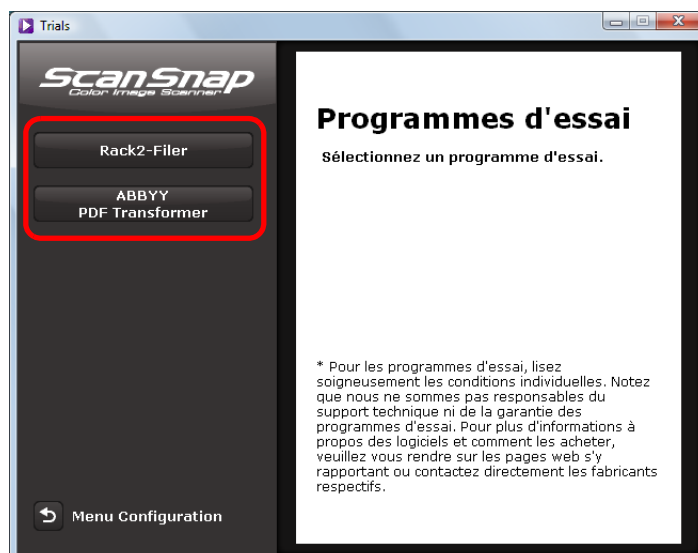 Trials
ScanSnap
Color Image Scanner
Rack2-Filer
ABBYY
PDF Transformer
Menu Configuration
Programmes d'essai
Sélectionnez un programme d'essai.
* Pour les programmes d'essai, lisez
soigneusement les conditions individuelles. Notez
que nous ne sommes pas responsables du
support technique ni de la garantie des
programmes d'essai. Pour plus d'informations à
propos des logiciels et comment les acheter,
veuillez vous rendre sur les pages web s'y
rapportant ou contactez directement les fabricants
respectifs.